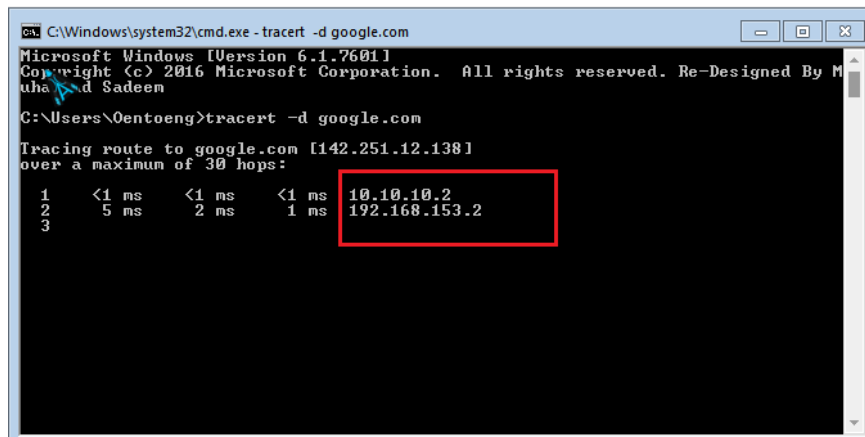 C:\Windows\system32\cmd.exe - tracert -d google.com
Microsoft Windows [Version 6.1.7601]
Copyright (c) 2016 Microsoft Corporation. All rights reserved. Re-Designed By M
uha d Sadeem
C:\Users\Oentoeng>tracert -d google.com
Tracing route to google.com [142.251.12.138]
over a maximum of 30 hops:
1 <1 ms <1 ms <1 ms 10.10.10.2
2 5 ms 2 ms 1 ms 192.168.153.2
3